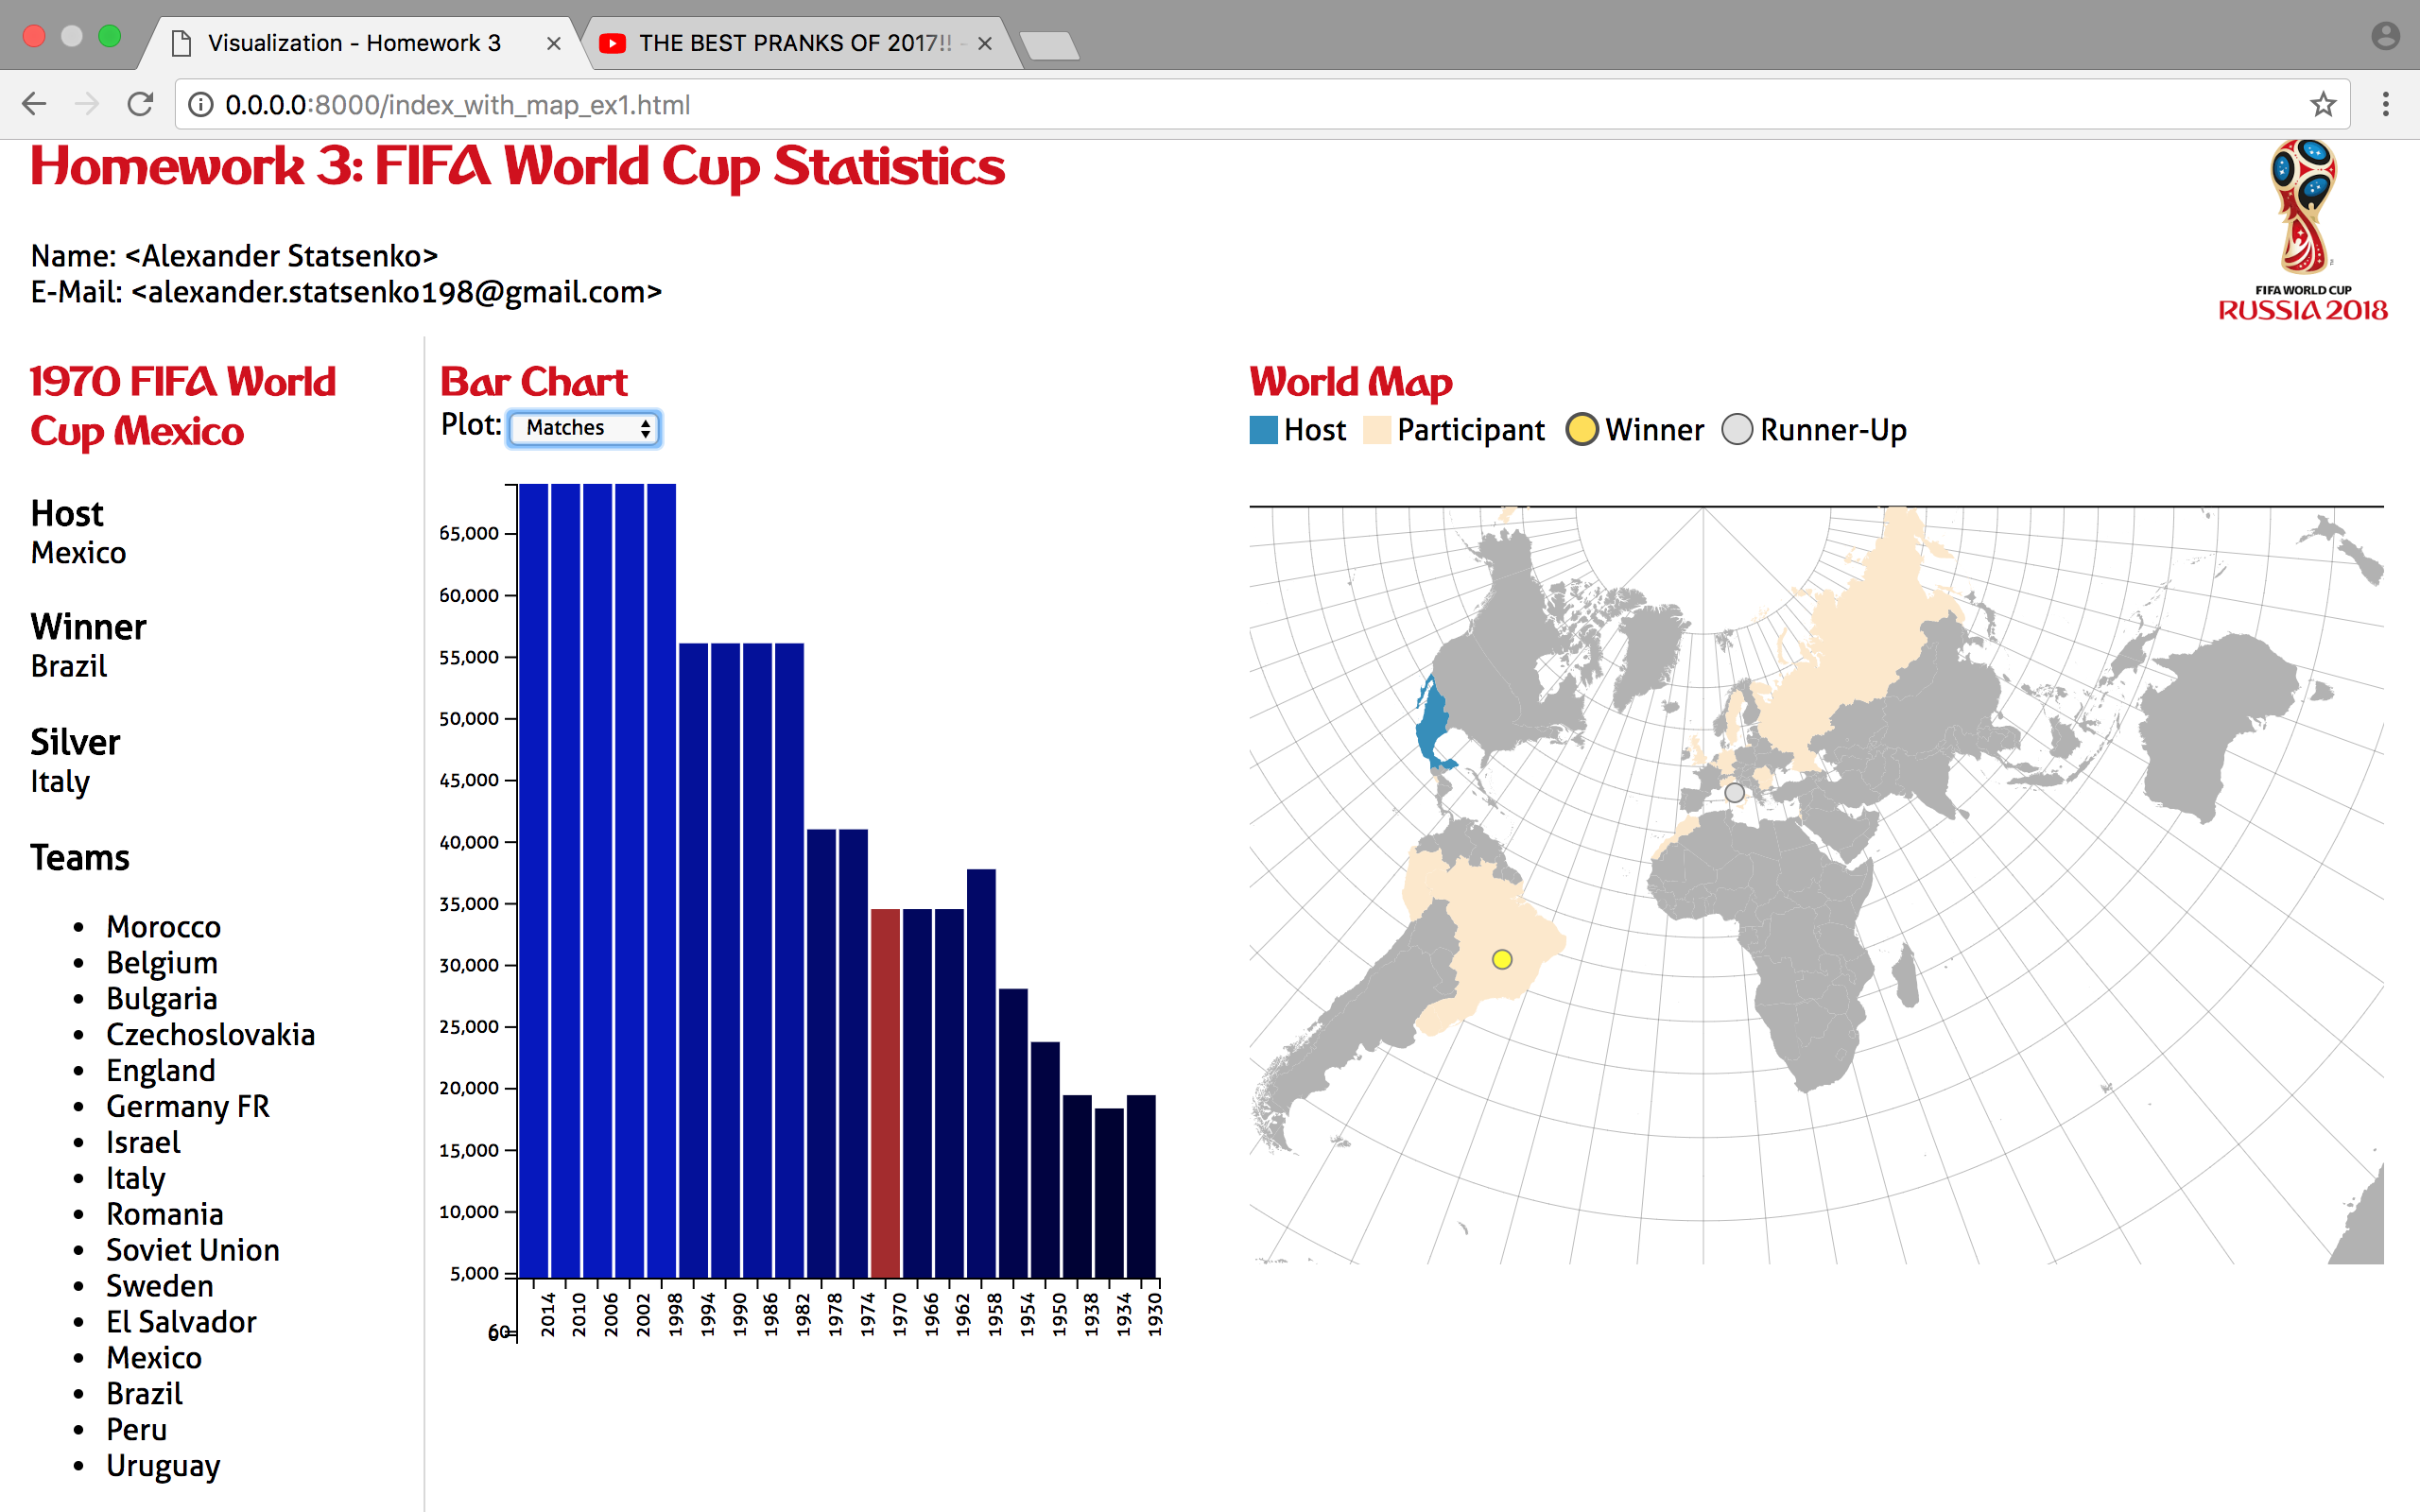 Visualization - Homework 3
THE BEST PRANKS OF 2017!! -
0.0.0.0:8000/index_with_map_ex1.html
Homework 3: FIFA World Cup Statistics
Name: <Alexander Statsenko>
E-Mail: <alexander.statsenko198@gmail.com>
FIFA WORLD CUP
RUSSIA 2018
1970 FIFA World
Cup Mexico
Host
Mexico
Winner
Brazil
Silver
Italy
Teams
• Morocco
• Belgium
• Bulgaria
• Czechoslovakia
• England
• Germany FR
• Israel
• Italy
• Romania
• Soviet Union
• Sweden
• El Salvador
• Mexico
• Brazil
• Peru
• Uruguay
Bar Chart
Plot: Matches
65,000
60,000
55,000
50,000
45,000
40,000
35,000
30,000
25,000
20,000
15,000
10,000
5,000
2014 2010 2006 2002 1998 1994 1990 1986 1982 1978 1974 1970 1966 1962 1958 1954 1950 1938 1934 1930
World Map
Host Participant Winner Runner-Up